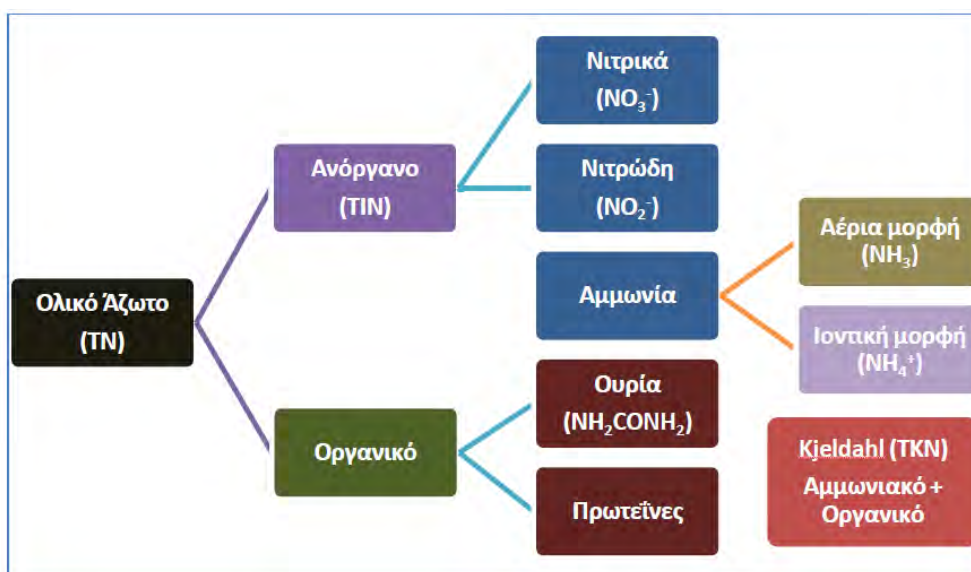 Ολικό Άζωτο
(TN)
Ανόργανο
(TIN)
Οργανικό
Νιτρικά
(NO₃⁻)
Νιτρώδη
(NO₂⁻)
Αμμωνία
Ουρία
(NH₂CONH₂)
Πρωτεΐνες
Αέρια μορφή
(NH₃)
Ιοντική μορφή
(NH₄⁺)
Kjeldahl (TKN)
Αμμωνιακό +
Οργανικό